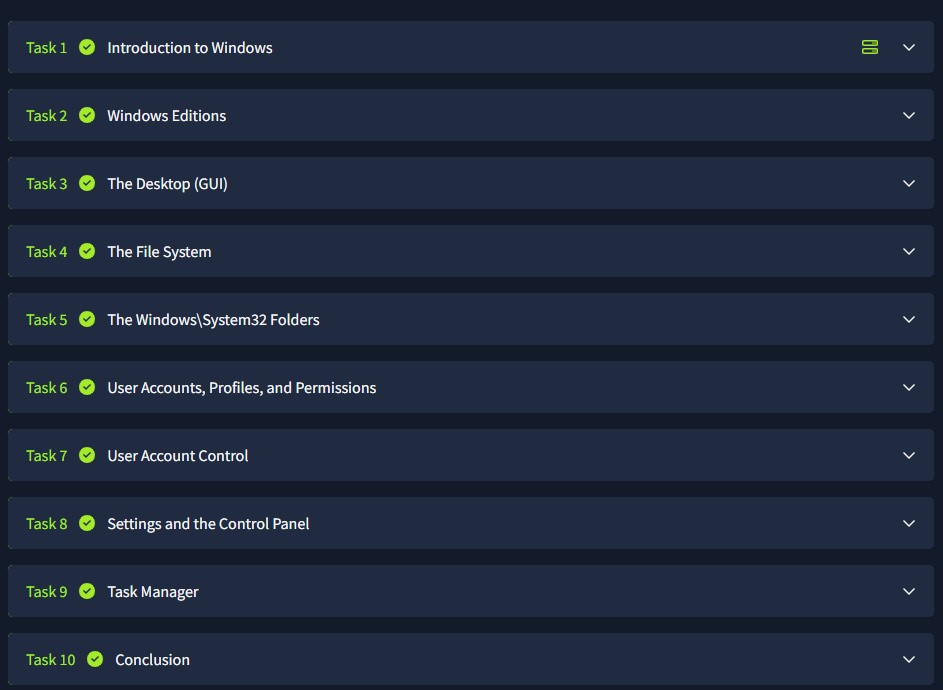 Task 1 Introduction to Windows
Task 2 Windows Editions
Task 3 The Desktop (GUI)
Task 4 The File System
Task 5 The Windows\System32 Folders
Task 6 User Accounts, Profiles, and Permissions
Task 7 User Account Control
Task 8 Settings and the Control Panel
Task 9 Task Manager
Task 10 Conclusion